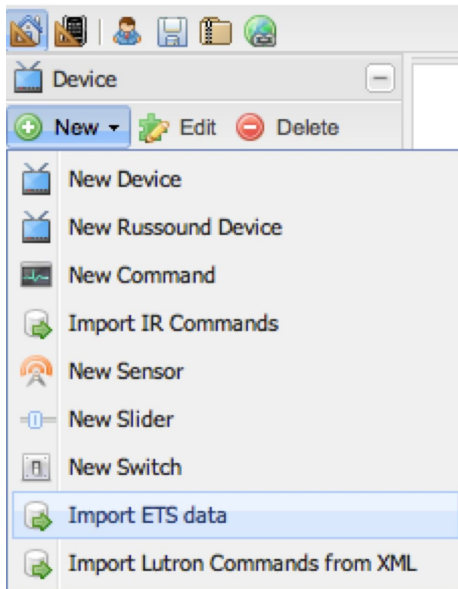 Device
New Edit Delete
New Device
New Russound Device
New Command
Import IR Commands
New Sensor
New Slider
New Switch
Import ETS data
Import Lutron Commands from XML